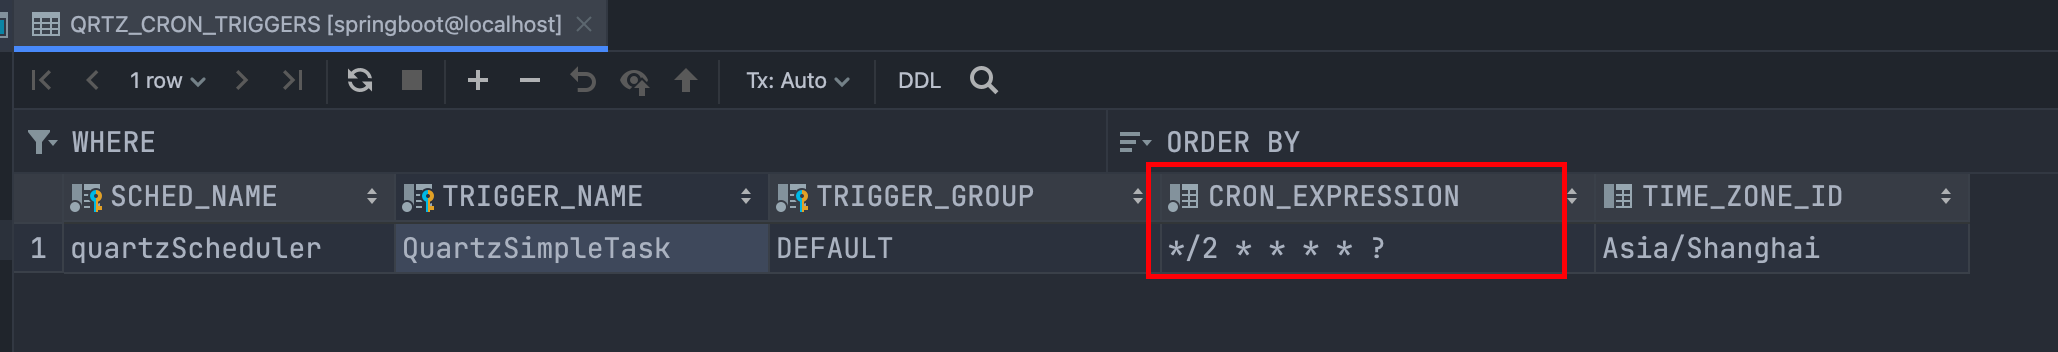 QRTZ_CRON_TRIGGERS [springboot@localhost]
1 row Tx: Auto DDL
WHERE ORDER BY
SCHED_NAME TRIGGER_NAME TRIGGER_GROUP CRON_EXPRESSION TIME_ZONE_ID
1 quartzScheduler QuartzSimpleTask DEFAULT */2 * * * * ? Asia/Shanghai